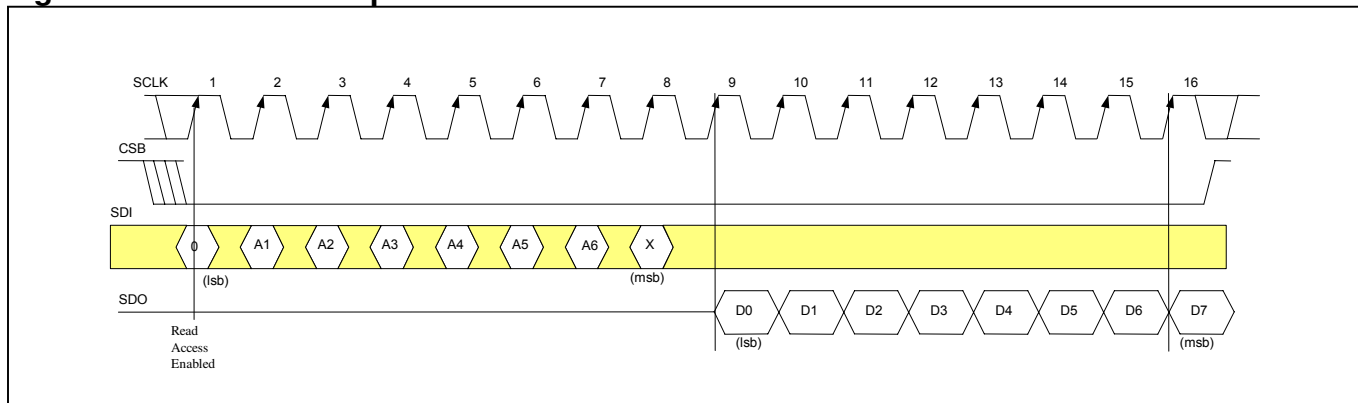 SCLK 1 2 3 4 5 6 7 8 9 10 11 12 13 14 15 16
CSB
SDI
0 A1 A2 A3 A4 A5 A6 X
(lsb) (msb)
SDO
D0 D1 D2 D3 D4 D5 D6 D7
(lsb) (msb)
Read
Access
Enabled